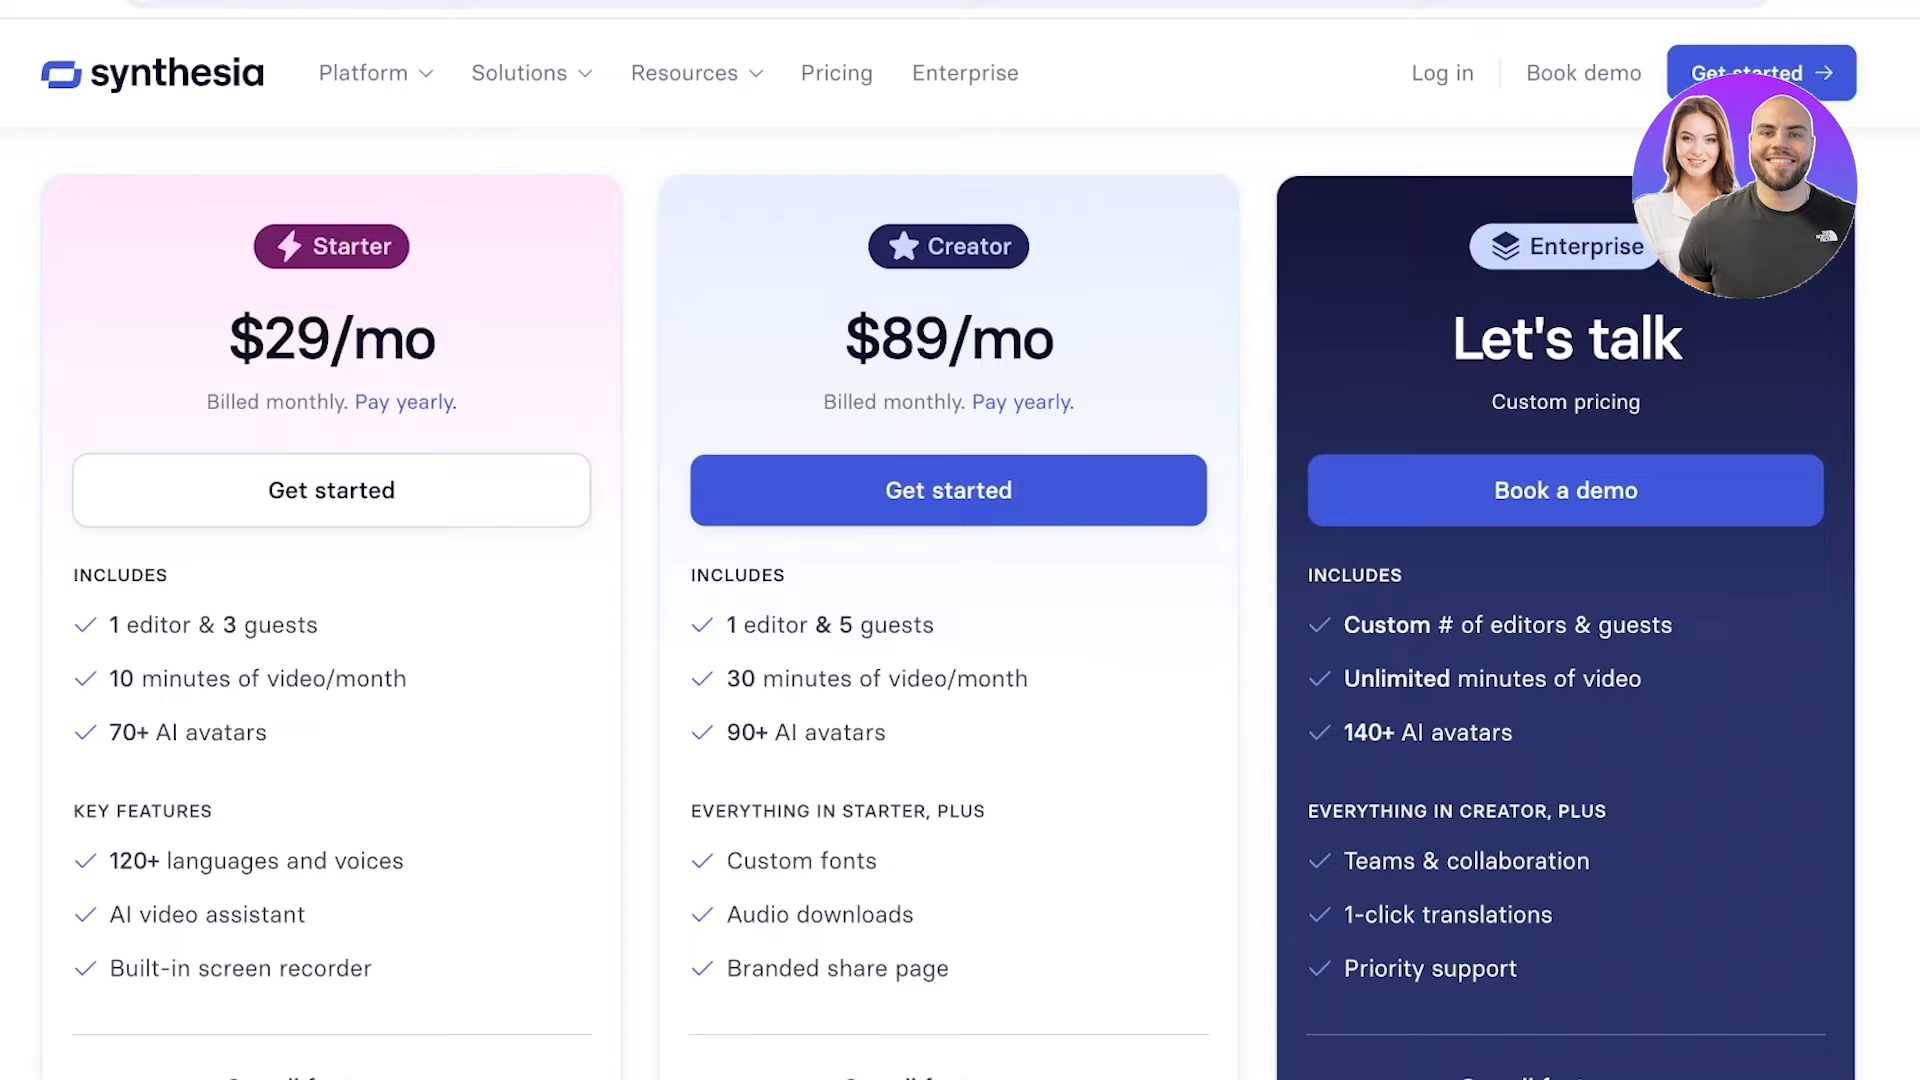 synthesia
Platform
Solutions
Resources
Pricing
Enterprise
Log in
Book demo
Get started
Starter
$29/mo
Billed monthly. Pay yearly.
Get started
INCLUDES
1 editor & 3 guests
10 minutes of video/month
70+ AI avatars
KEY FEATURES
120+ languages and voices
AI video assistant
Built-in screen recorder
Creator
$89/mo
Billed monthly. Pay yearly.
Get started
INCLUDES
1 editor & 5 guests
30 minutes of video/month
90+ AI avatars
EVERYTHING IN STARTER, PLUS
Custom fonts
Audio downloads
Branded share page
Enterprise
Let's talk
Custom pricing
Book a demo
INCLUDES
Custom # of editors & guests
Unlimited minutes of video
140+ AI avatars
EVERYTHING IN CREATOR, PLUS
Teams & collaboration
1-click translations
Priority support